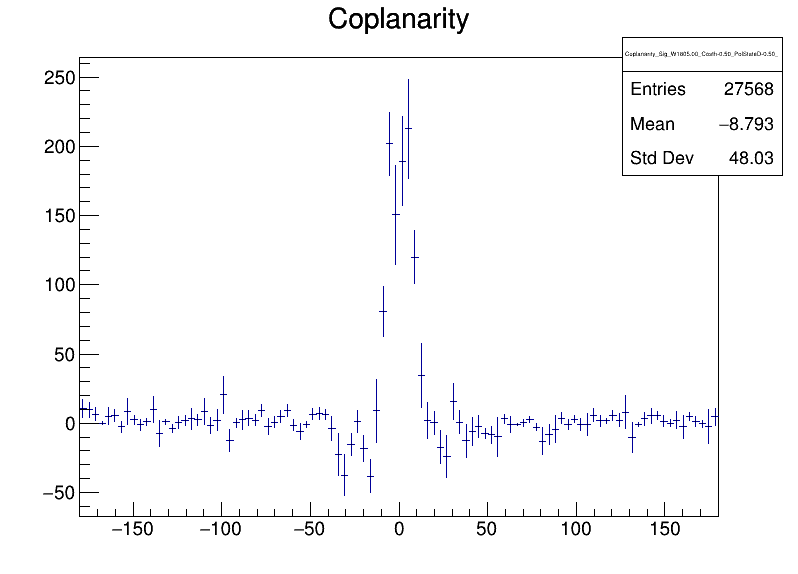 Coplanarity
Coplanarity_Sig_W1605.00_Costh-0.50_PolStateD-0.50_
Entries 27568
Mean −8.793
Std Dev 48.03
250
200
150
100
50
0
−50
−150 −100 −50 0 50 100 150